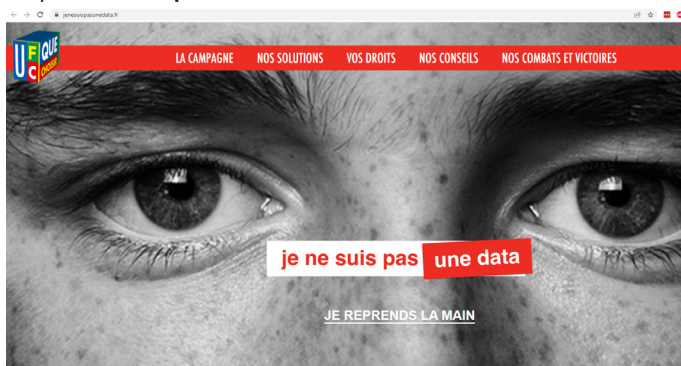 jenesuispasunedata.fr
UFC QUE CHOISIR
LA CAMPAGNE NOS SOLUTIONS VOS DROITS NOS CONSEILS NOS COMBATS ET VICTOIRES
je ne suis pas une data
JE REPRENDS LA MAIN